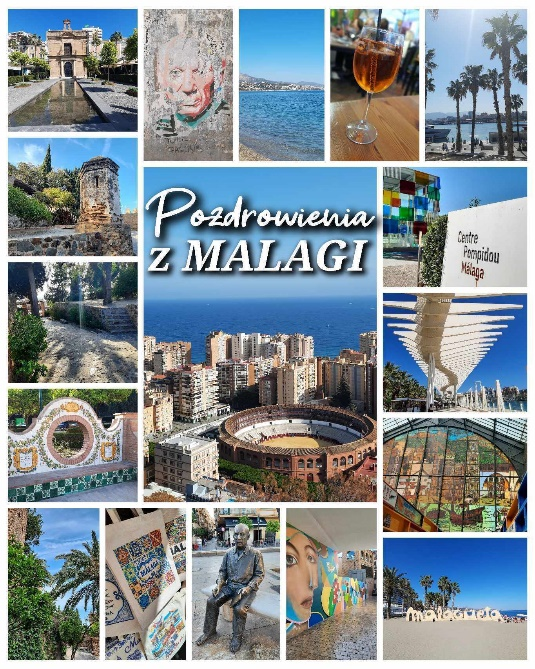 Pozdrowienia
z MALAGI
Centre
Pompidou
Málaga
malagueta